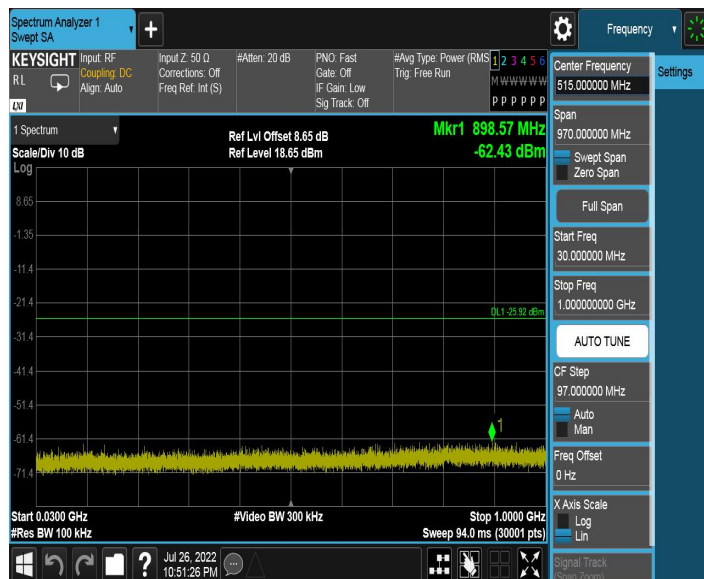 Spectrum Analyzer 1
Swept SA
+
Frequency
KEYSIGHT
R L
LXI
Input: RF
Coupling: DC
Align: Auto
Input Z: 50 Ω
Corrections: Off
Freq Ref: Int (S)
#Atten: 20 dB
PNO: Fast
Gate: Off
IF Gain: Low
Sig Track: Off
#Avg Type: Power (RMS
Trig: Free Run
1 2 3 4 5 6
M W W W W W
P P P P P P
1 Spectrum
Scale/Div 10 dB
Ref Lvl Offset 8.65 dB
Ref Level 18.65 dBm
Mkr1 898.57 MHz
-62.43 dBm
Log
8.65
-1.35
-11.4
-21.4
-31.4
-41.4
-51.4
-61.4
-71.4
DL1 -25.92 dBm
1
Start 0.0300 GHz
#Res BW 100 kHz
#Video BW 300 kHz
Stop 1.0000 GHz
Sweep 94.0 ms (30001 pts)
?
Jul 26, 2022
10:51:26 PM
Center Frequency
515.000000 MHz
Settings
Span
970.000000 MHz
Swept Span
Zero Span
Full Span
Start Freq
30.000000 MHz
Stop Freq
1.000000000 GHz
AUTO TUNE
CF Step
97.000000 MHz
Auto
Man
Freq Offset
0 Hz
X Axis Scale
Log
Lin
Signal Track
(Span Zoom)